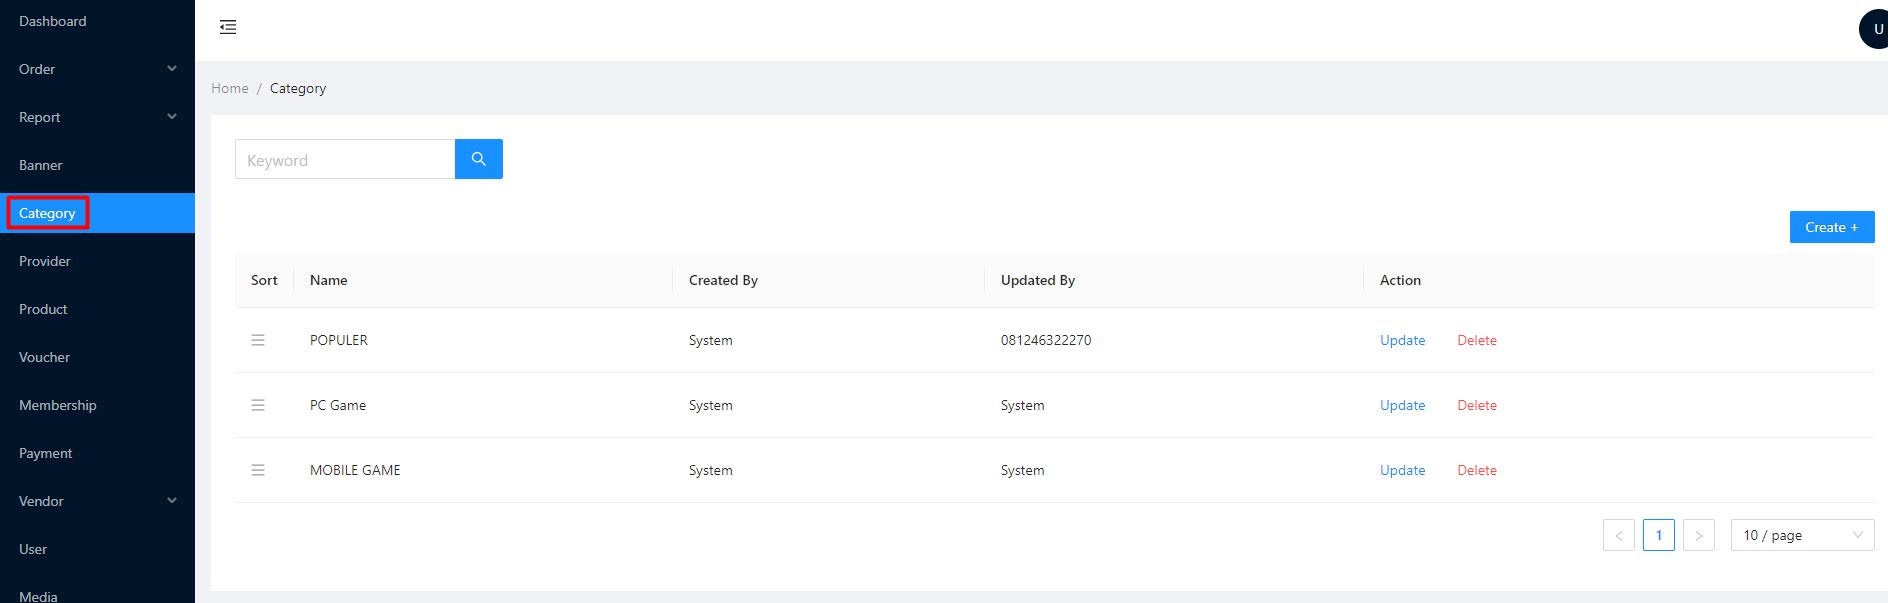 Dashboard
Order
Report
Banner
Category
Provider
Product
Voucher
Membership
Payment
Vendor
User
Media
U
Home / Category
Keyword
Create +
Sort Name Created By Updated By Action
POPULER System 081246322270 Update Delete
PC Game System System Update Delete
MOBILE GAME System System Update Delete
< 1 > 10 / page